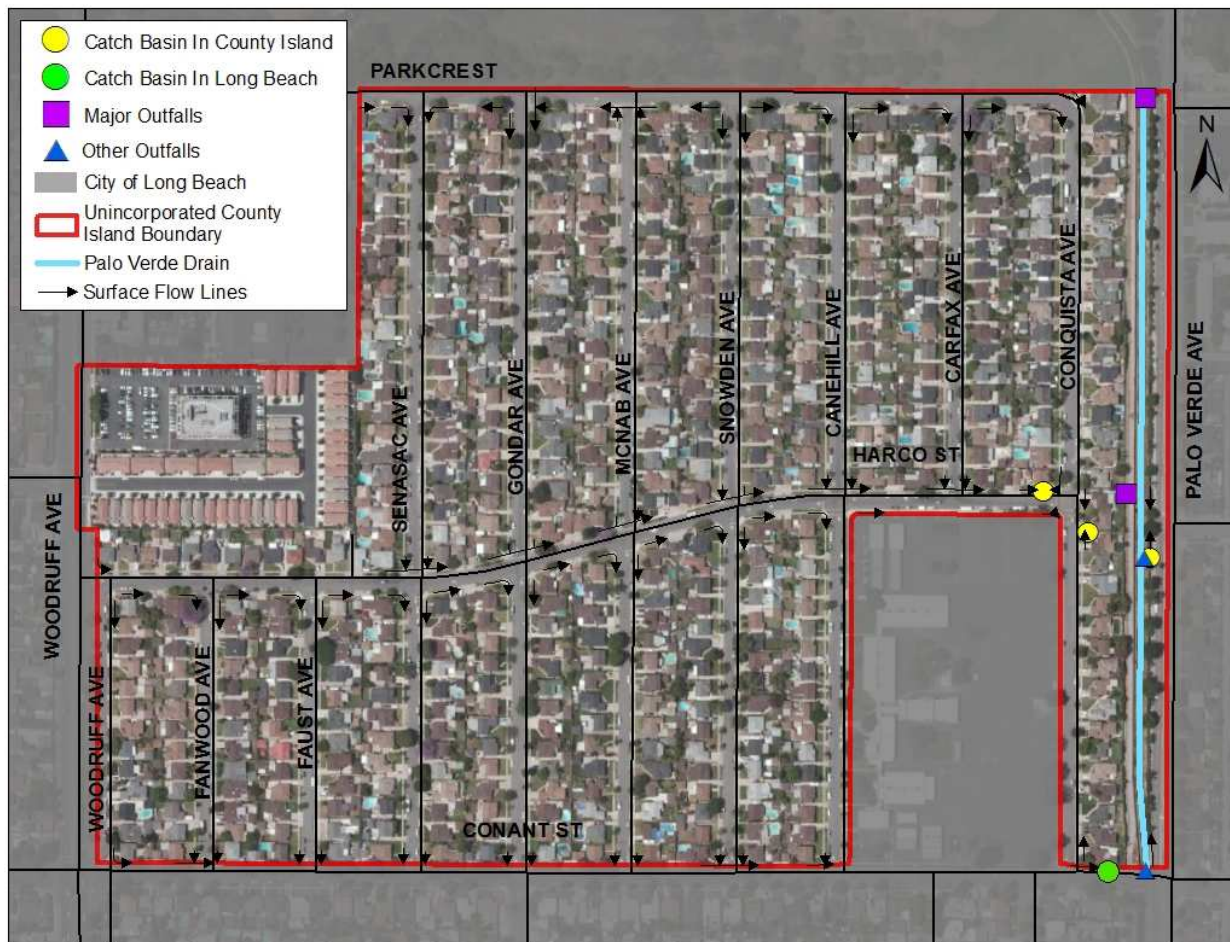 Catch Basin In County Island
Catch Basin In Long Beach
Major Outfalls
Other Outfalls
City of Long Beach
Unincorporated County
Island Boundary
Palo Verde Drain
Surface Flow Lines
PARKCREST
N
SENASAC AVE
GONDAR AVE
MCNAB AVE
SNOWDEN AVE
CANEHILL AVE
CARFAX AVE
CONQUISTA AVE
PALO VERDE AVE
HARCO ST
WOODRUFF AVE
WOODRUFF AVE
FANWOOD AVE
FAUST AVE
CONANT ST